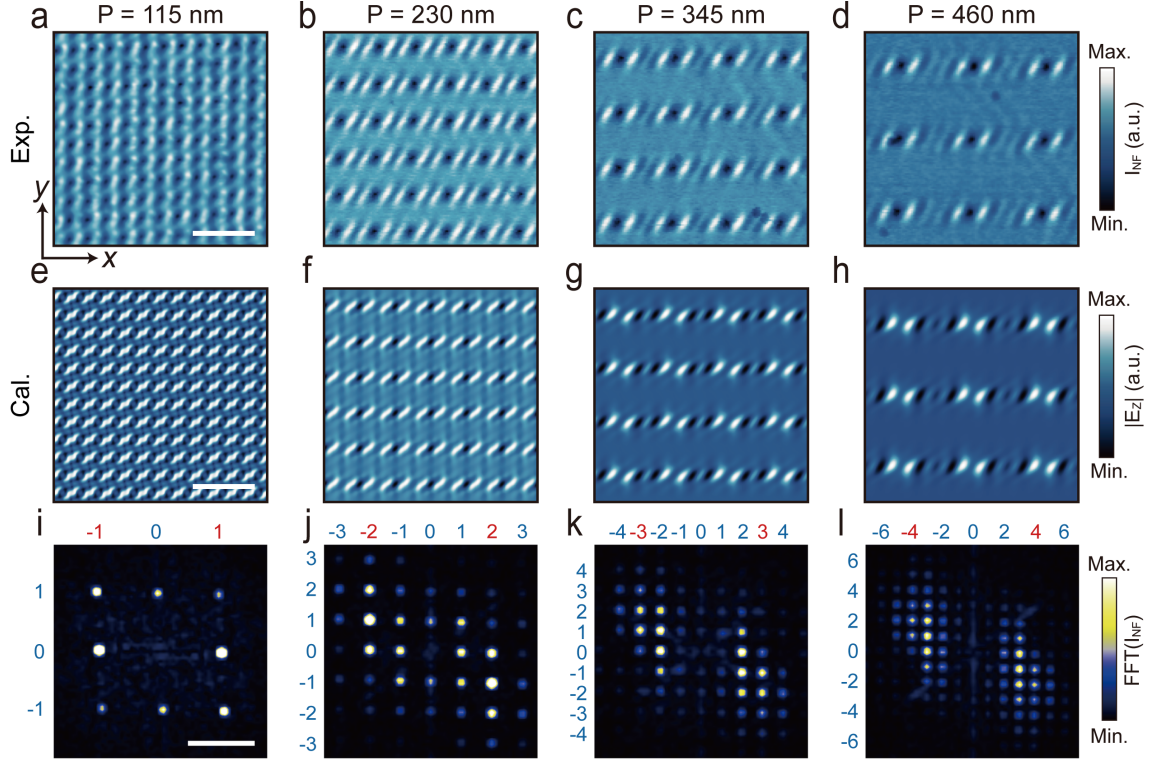 a P = 115 nm b P = 230 nm c P = 345 nm d P = 460 nm
Exp.
y
x
Max.
I_NF (a.u.)
Min.
e f g h
Cal.
Max.
|E_Z| (a.u.)
Min.
i -1 0 1
1
0
-1
j -3 -2 -1 0 1 2 3
3
2
1
0
-1
-2
-3
k -4 -3 -2 -1 0 1 2 3 4
4
3
2
1
0
-1
-2
-3
-4
l -6 -4 -2 0 2 4 6
6
4
3
2
0
-2
-4
-6
Max.
FFT(I_NF)
Min.